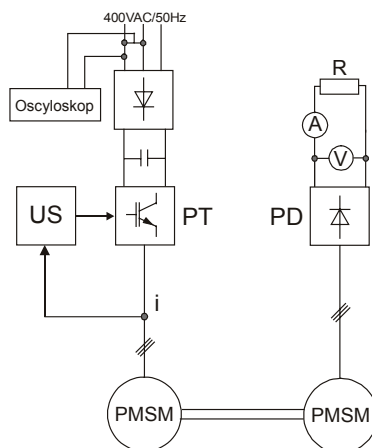 400VAC/50Hz
Oscyloskop
R
A
V
US
PT
PD
i
PMSM
PMSM